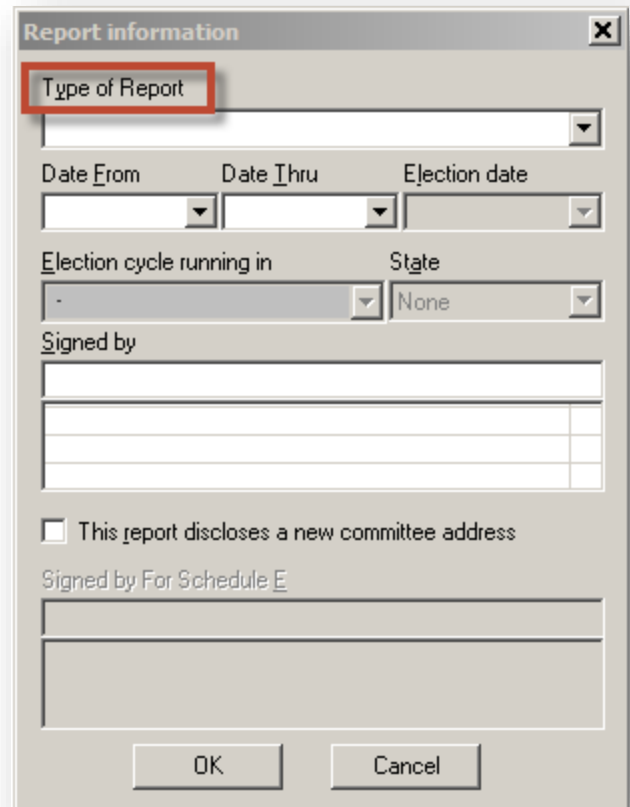 Report information
Type of Report
Date From Date Thru Election date
Election cycle running in State
- None
Signed by
This report discloses a new committee address
Signed by For Schedule E
OK Cancel